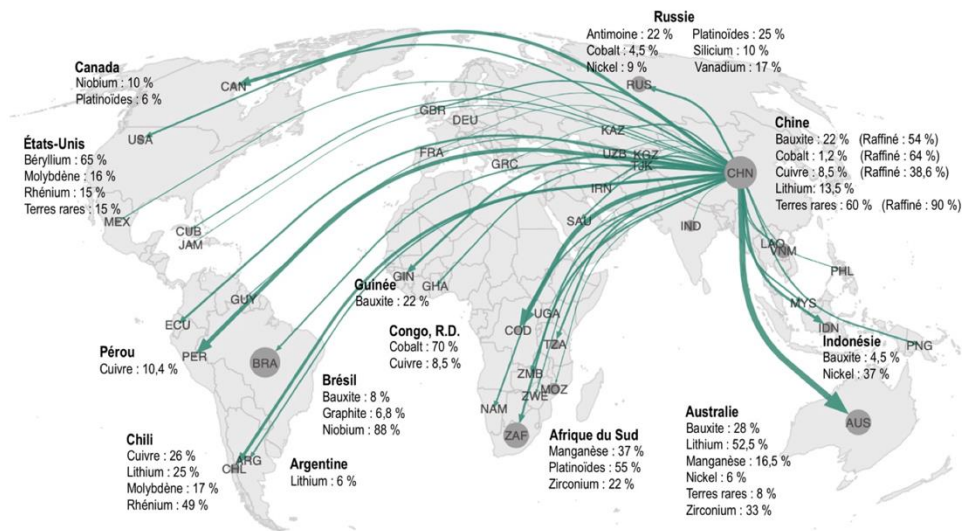 Russie
Antimoine : 22 % Platinoïdes : 25 %
Cobalt : 4,5 % Silicium : 10 %
Nickel : 9 % Vanadium : 17 %
RUS
Canada
Niobium : 10 %
Platinoïdes : 6 %
CAN
GBR
DEU
KAZ
USA
États-Unis
Béryllium : 65 %
Molybdène : 16 %
Rhénium : 15 %
Terres rares : 15 %
MEX
FRA
GRC
UZB
KGZ
TJK
IRN
CHN
Chine
Bauxite : 22 % (Raffiné : 54 %)
Cobalt : 1,2 % (Raffiné : 64 %)
Cuivre : 8,5 % (Raffiné : 38,6 %)
Lithium : 13,5 %
Terres rares : 60 % (Raffiné : 90 %)
CUB
JAM
SAU
IND
LAO
VNM
PHL
GIN
GHA
Guinée
Bauxite : 22 %
GUY
ECU
PER
BRA
UGA
COD
TZA
Congo, R.D.
Cobalt : 70 %
Cuivre : 8,5 %
MYS
IDN
PNG
Indonésie
Bauxite : 4,5 %
Nickel : 37 %
Pérou
Cuivre : 10,4 %
Brésil
Bauxite : 8 %
Graphite : 6,8 %
Niobium : 88 %
ZMB
MOZ
ZWE
NAM
ZAF
AUS
Chili
Cuivre : 26 %
Lithium : 25 %
Molybdène : 17 %
Rhénium : 49 %
ARG
CHL
Argentine
Lithium : 6 %
Afrique du Sud
Manganèse : 37 %
Platinoïdes : 55 %
Zirconium : 22 %
Australie
Bauxite : 28 %
Lithium : 52,5 %
Manganèse : 16,5 %
Nickel : 6 %
Terres rares : 8 %
Zirconium : 33 %